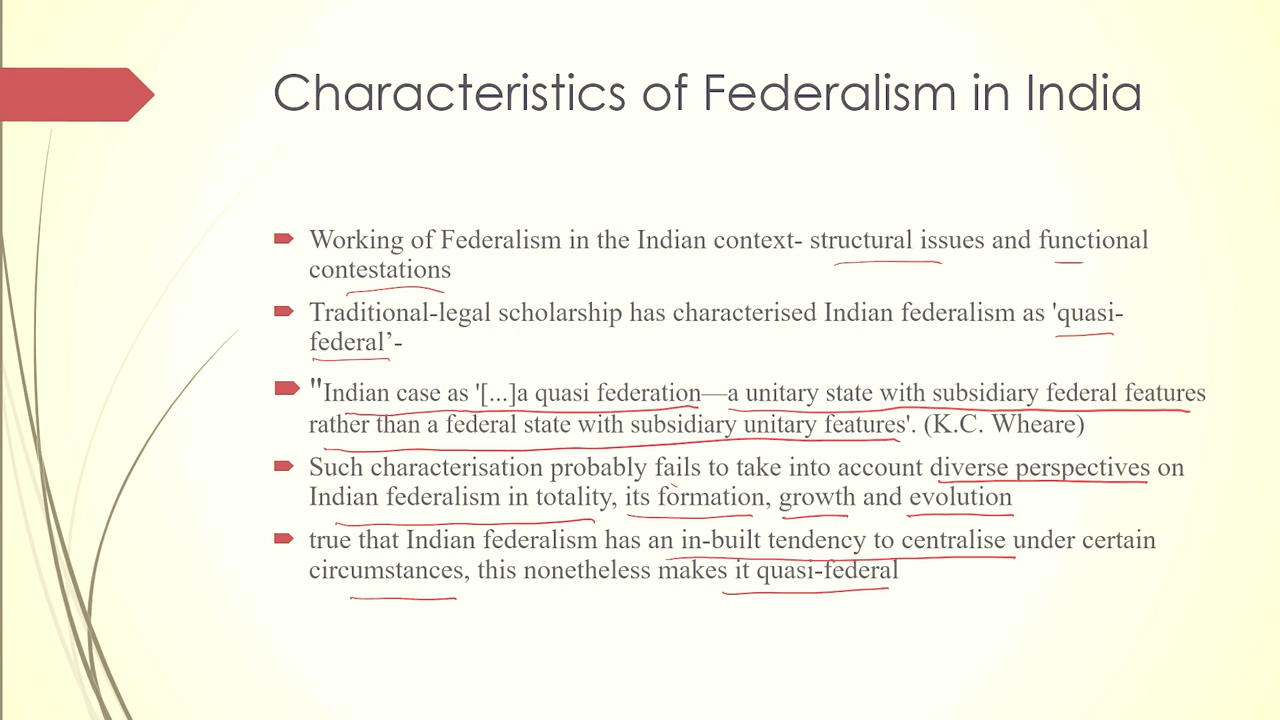 Characteristics of Federalism in India
Working of Federalism in the Indian context- structural issues and functional
contestations
Traditional-legal scholarship has characterised Indian federalism as 'quasi-
federal’-
"Indian case as '[...]a quasi federation—a unitary state with subsidiary federal features
rather than a federal state with subsidiary unitary features'. (K.C. Wheare)
Such characterisation probably fails to take into account diverse perspectives on
Indian federalism in totality, its formation, growth and evolution
true that Indian federalism has an in-built tendency to centralise under certain
circumstances, this nonetheless makes it quasi-federal